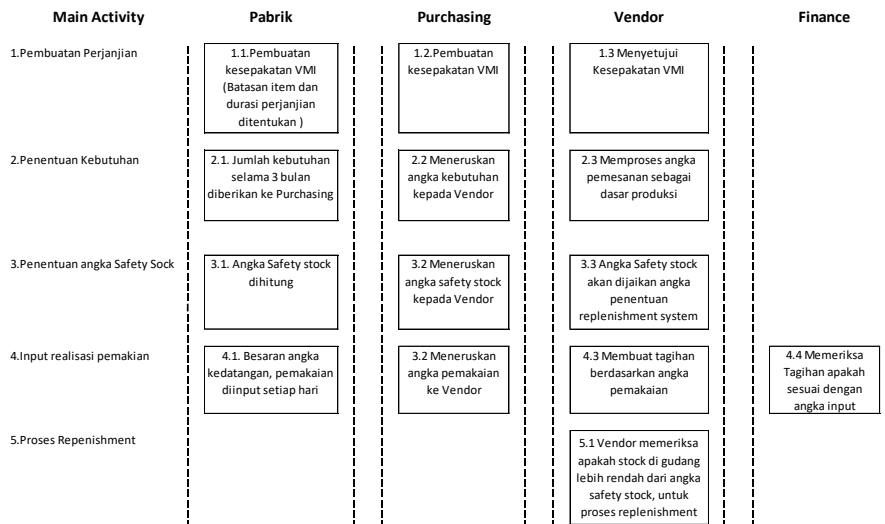 Main Activity
Pabrik
Purchasing
Vendor
Finance
1.Pembuatan Perjanjian
1.1.Pembuatan
kesepakatan VMI
(Batasan item dan
durasi perjanjian
ditentukan )
1.2.Pembuatan
kesepakatan VMI
1.3 Menyetujui
Kesepakatan VMI
2.Penentuan Kebutuhan
2.1. Jumlah kebutuhan
selama 3 bulan
diberikan ke Purchasing
2.2 Meneruskan
angka kebutuhan
kepada Vendor
2.3 Memproses angka
pemesanan sebagai
dasar produksi
3.Penentuan angka Safety Sock
3.1. Angka Safety stock
dihitung
3.2 Meneruskan
angka safety stock
kepada Vendor
3.3 Angka Safety stock
akan dijaikan angka
penentuan
replenishment system
4.Input realisasi pemakian
4.1. Besaran angka
kedatangan, pemakaian
diinput setiap hari
3.2 Meneruskan
angka pemakaian
ke Vendor
4.3 Membuat tagihan
berdasarkan angka
pemakaian
4.4 Memeriksa
Tagihan apakah
sesuai dengan
angka input
5.Proses Repenishment
5.1 Vendor memeriksa
apakah stock di gudang
lebih rendah dari angka
safety stock, untuk
proses replenishment